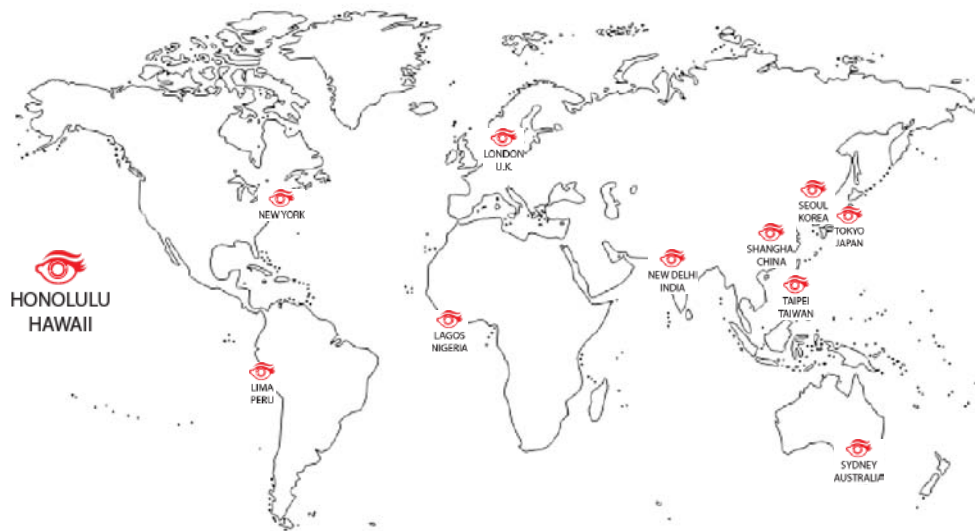 LONDON
U.K.
NEW YORK
SEOUL
KOREA
TOKYO
JAPAN
SHANGHA
CHINA
NEW DELHI
INDIA
HONOLULU
HAWAII
TAIPEI
TAIWAN
LAGOS
NIGERIA
LIMA
PERU
SYDNEY
AUSTRALIA